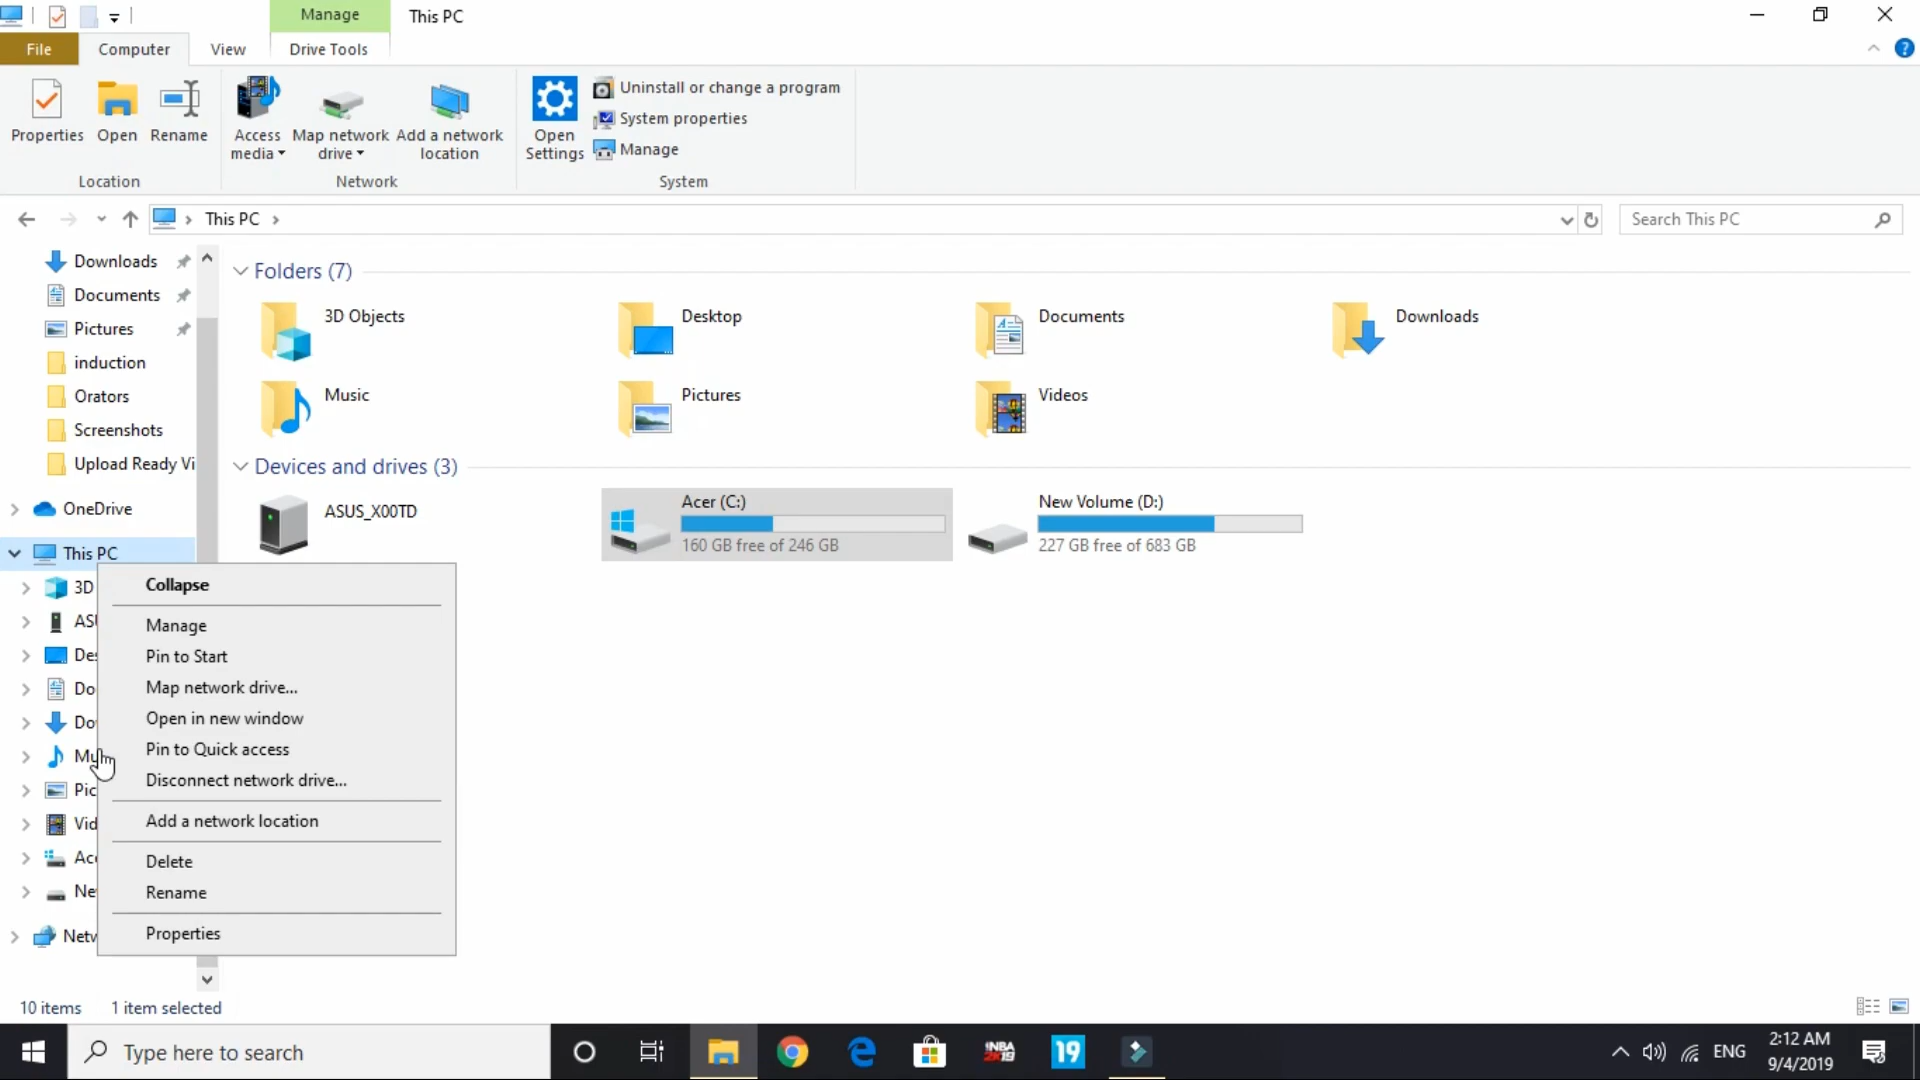 Manage
This PC
File
Computer
View
Drive Tools
Properties
Open
Rename
Access
media
Map network
drive
Add a network
location
Open
Settings
Uninstall or change a program
System properties
Manage
Location
Network
System
This PC
Search This PC
Downloads
Documents
Pictures
induction
Orators
Screenshots
Upload Ready Vi
OneDrive
This PC
3D
ASU
Des
Do
Do
Mu
Pic
Vid
Ace
Ne
Netw
Collapse
Manage
Pin to Start
Map network drive...
Open in new window
Pin to Quick access
Disconnect network drive...
Add a network location
Delete
Rename
Properties
Folders (7)
3D Objects
Desktop
Documents
Downloads
Music
Pictures
Videos
Devices and drives (3)
ASUS_X00TD
Acer (C:)
160 GB free of 246 GB
New Volume (D:)
227 GB free of 683 GB
10 items
1 item selected
Type here to search
NBA
2K19
19
ENG
2:12 AM
9/4/2019